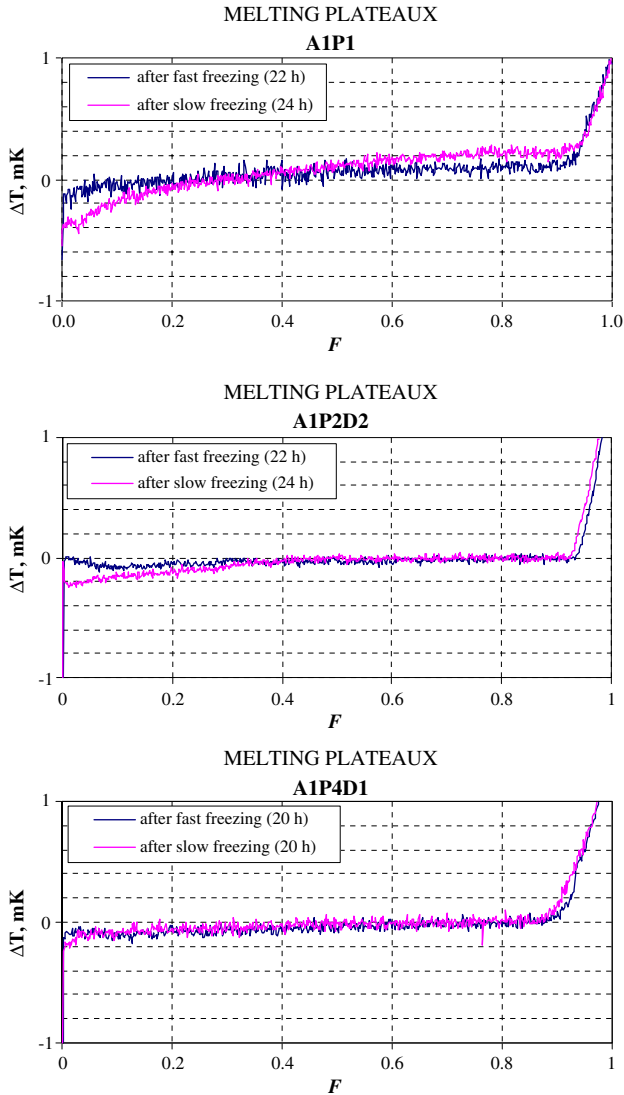 MELTING PLATEAUX
A1P1
after fast freezing (22 h)
after slow freezing (24 h)
1
0
-1
ΔT, mK
0.0 0.2 0.4 0.6 0.8 1.0
F
MELTING PLATEAUX
A1P2D2
after fast freezing (22 h)
after slow freezing (24 h)
1
0
-1
ΔT, mK
0 0.2 0.4 0.6 0.8 1
F
MELTING PLATEAUX
A1P4D1
after fast freezing (20 h)
after slow freezing (20 h)
1
0
-1
ΔT, mK
0 0.2 0.4 0.6 0.8 1
F